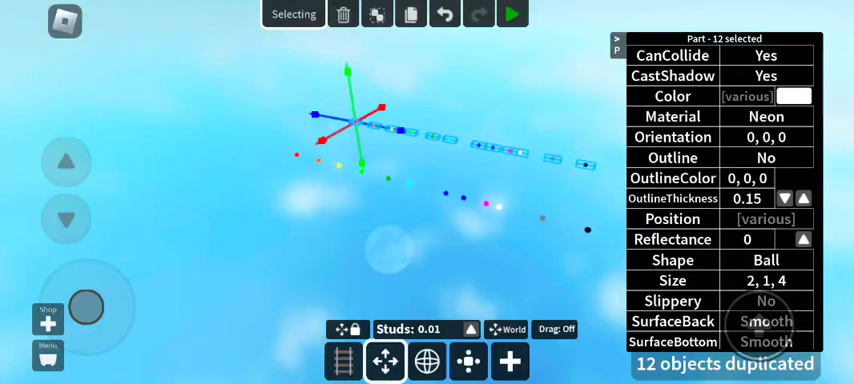 Selecting
Part - 12 selected
>
P
CanCollide Yes
CastShadow Yes
Color [various]
Material Neon
Orientation 0, 0, 0
Outline No
OutlineColor 0, 0, 0
OutlineThickness 0.15
Position [various]
Reflectance 0
Shape Ball
Size 2, 1, 4
Slippery No
SurfaceBack Smooth
SurfaceBottom Smooth
12 objects duplicated
Shop
Menu
Studs: 0.01
World
Drag: Off